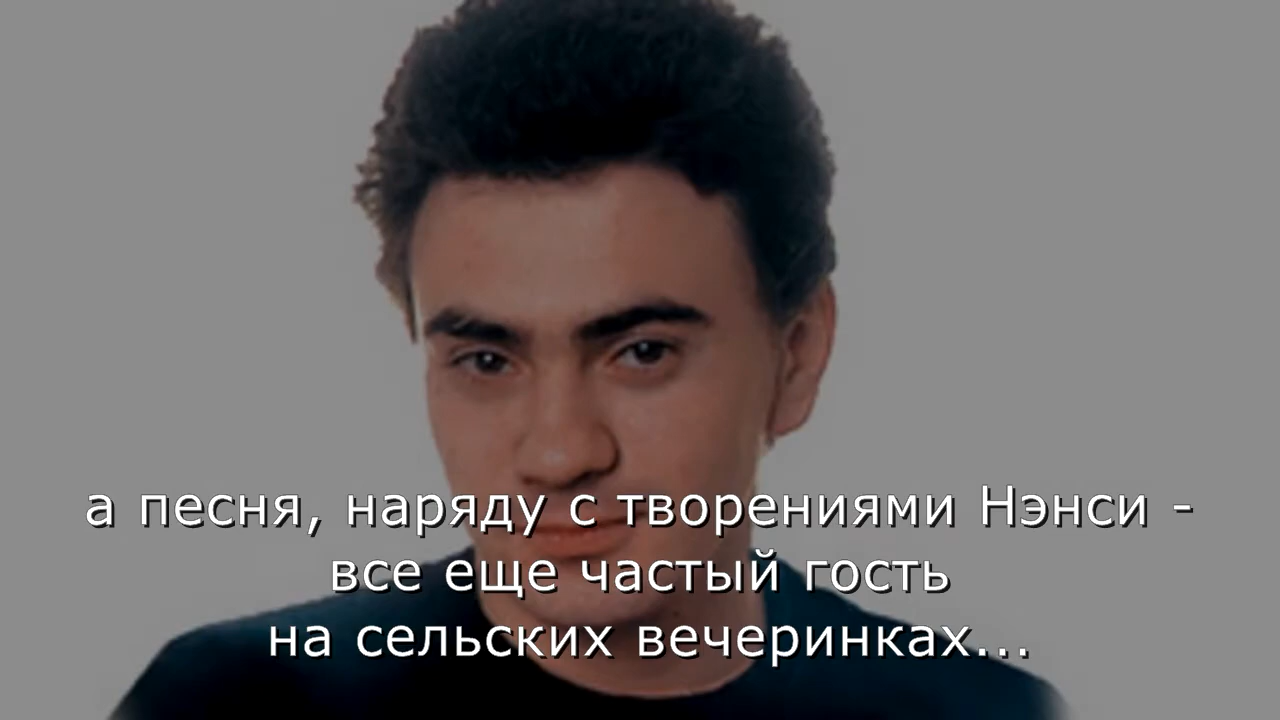 а песня, наряду с творениями Нэнси -
все еще частый гость
на сельских вечеринках...